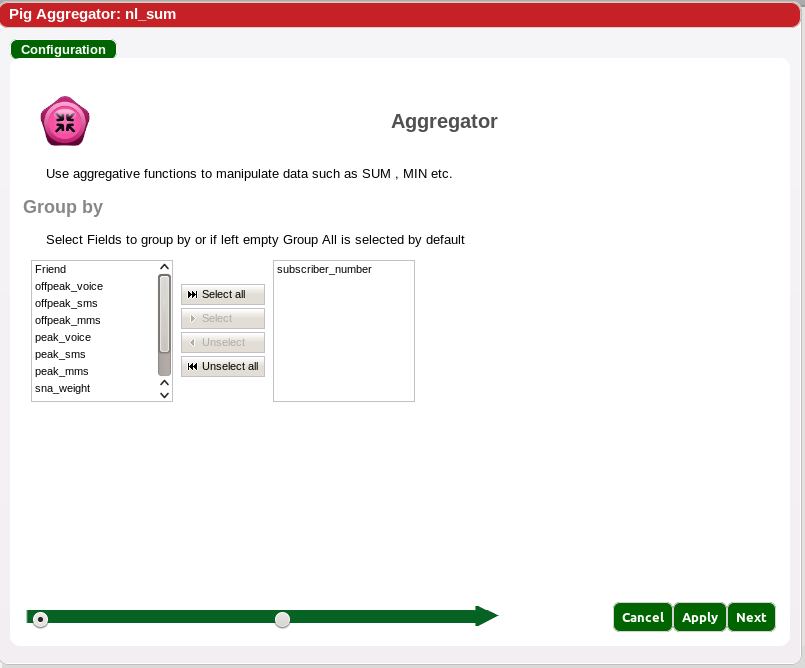 Pig Aggregator: nl_sum
Configuration
Aggregator
Use aggregative functions to manipulate data such as SUM , MIN etc.
Group by
Select Fields to group by or if left empty Group All is selected by default
Friend
offpeak_voice
offpeak_sms
offpeak_mms
peak_voice
peak_sms
peak_mms
sna_weight
Select all
Select
Unselect
Unselect all
subscriber_number
Cancel Apply Next